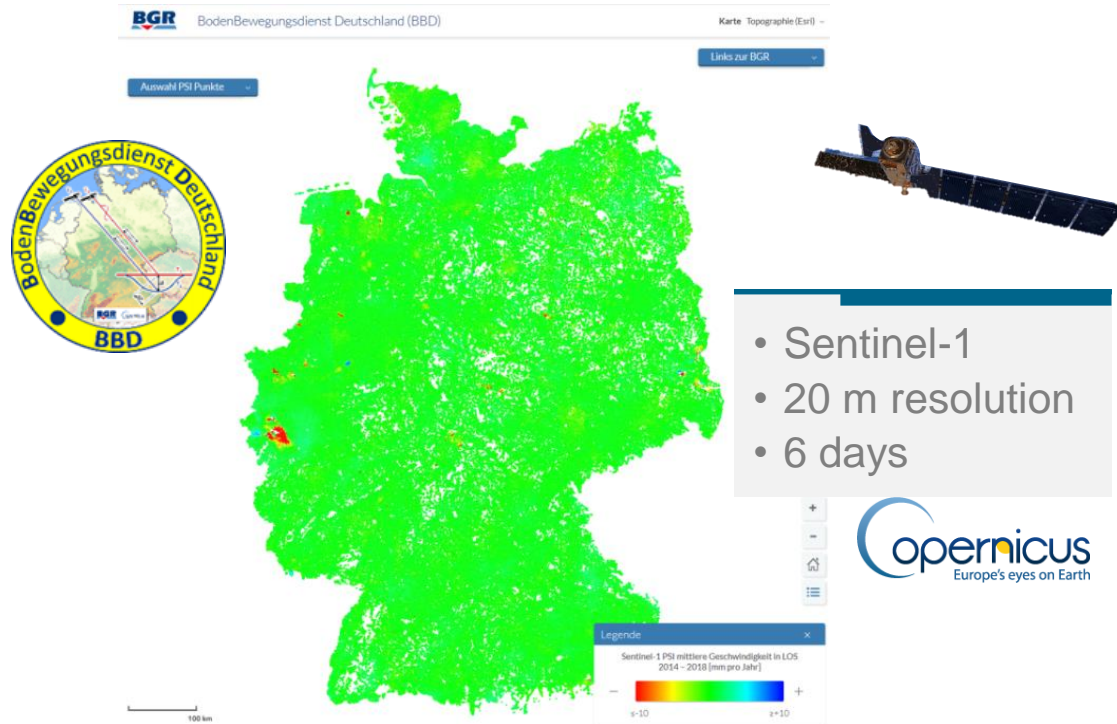 BGR
BodenBewegungsdienst Deutschland (BBD)
Karte Topographie (Esri)
Links zur BGR
Auswahl PSI Punkte
BodenBewegungsdienst Deutschland
BGR
BBD
• Sentinel-1
• 20 m resolution
• 6 days
+
-
Copernicus
Europe's eyes on Earth
Legende ×
Sentinel-1 PSI mittlere Geschwindigkeit in LOS
2014 – 2018 [mm pro Jahr]
− +
≤-10 ≥+10
100 km